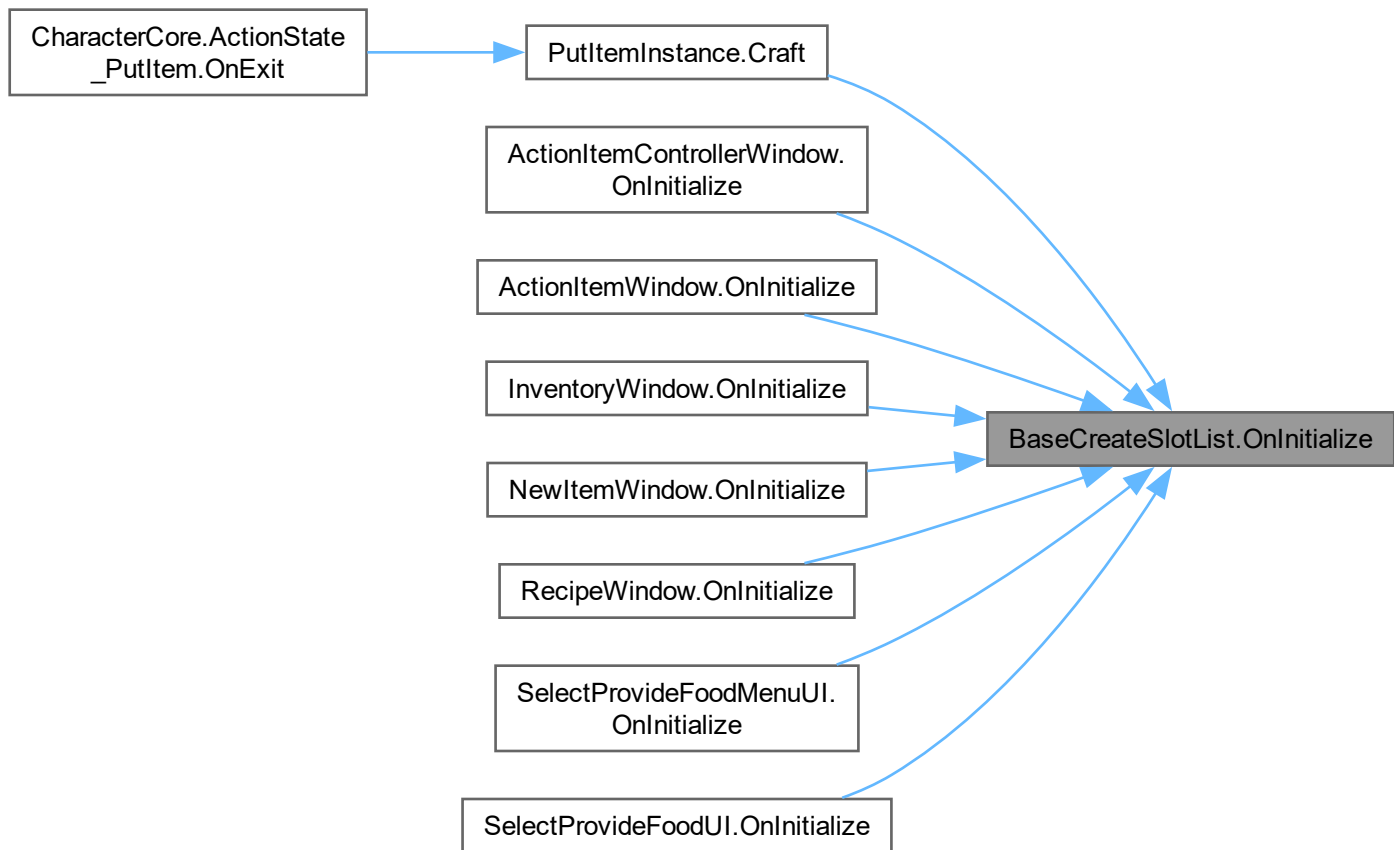 CharacterCore.ActionState
_PutItem.OnExit
PutItemInstance.Craft
ActionItemControllerWindow.
OnInitialize
ActionItemWindow.OnInitialize
InventoryWindow.OnInitialize
BaseCreateSlotList.OnInitialize
NewItemWindow.OnInitialize
RecipeWindow.OnInitialize
SelectProvideFoodMenuUI.
OnInitialize
SelectProvideFoodUI.OnInitialize